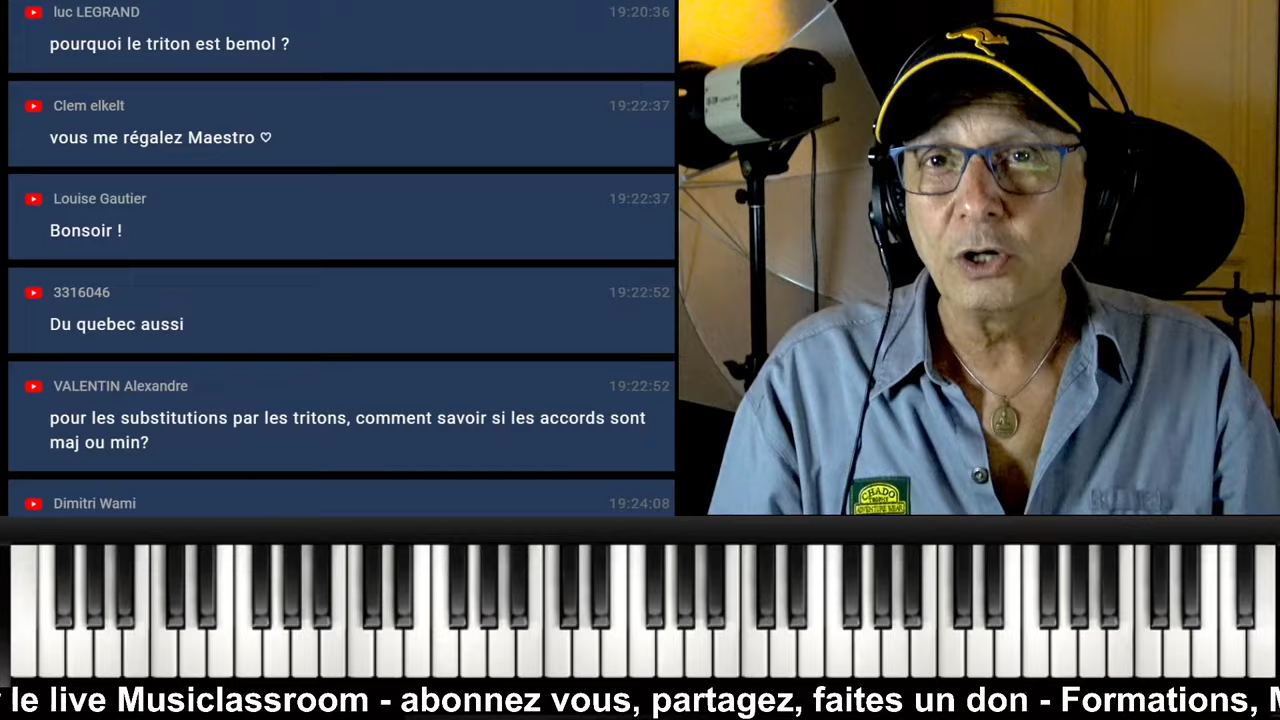 luc LEGRAND 19:20:36
pourquoi le triton est bemol ?
Clem elkelt 19:22:37
vous me régalez Maestro ♡
Louise Gautier 19:22:37
Bonsoir !
3316046 19:22:52
Du quebec aussi
VALENTIN Alexandre 19:22:52
pour les substitutions par les tritons, comment savoir si les accords sont
maj ou min?
Dimitri Wami 19:24:08
CHADO
ADVENTURE WEAR
le live Musiclassroom - abonnez vous, partagez, faites un don - Formations,